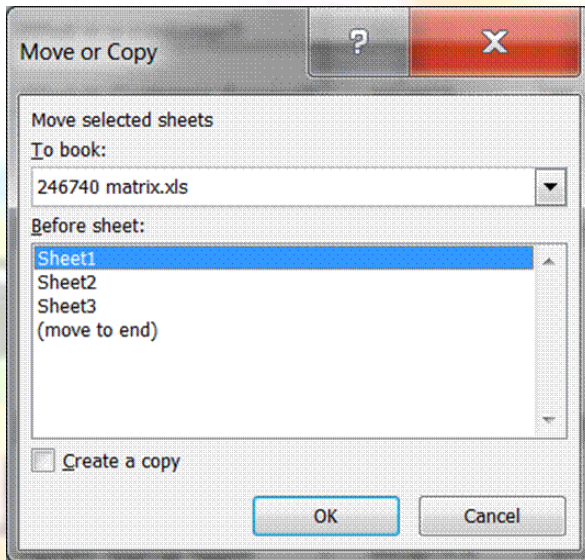 Move or Copy
Move selected sheets
To book:
246740 matrix.xls
Before sheet:
Sheet1
Sheet2
Sheet3
(move to end)
Create a copy
OK
Cancel